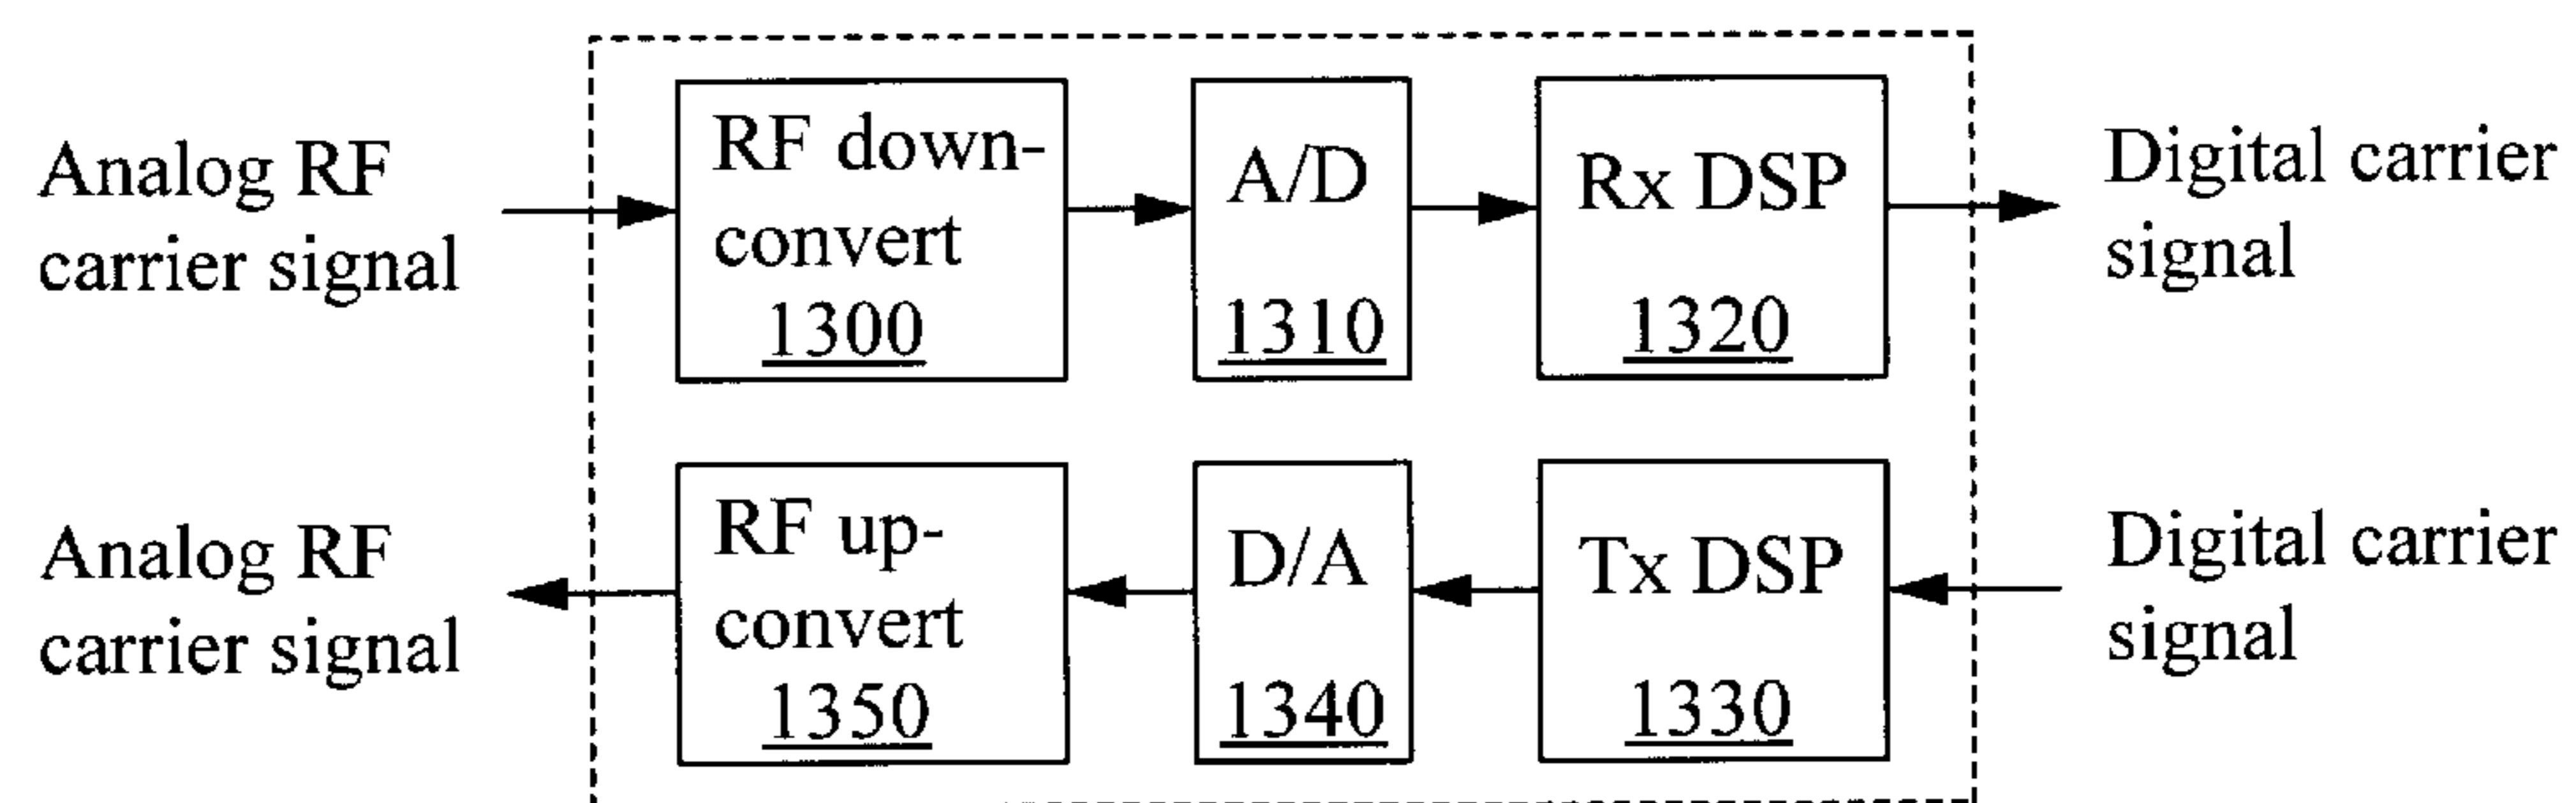 Analog RF
carrier signal
RF down-
convert
1300
A/D
1310
Rx DSP
1320
Digital carrier
signal
Analog RF
carrier signal
RF up-
convert
1350
D/A
1340
Tx DSP
1330
Digital carrier
signal